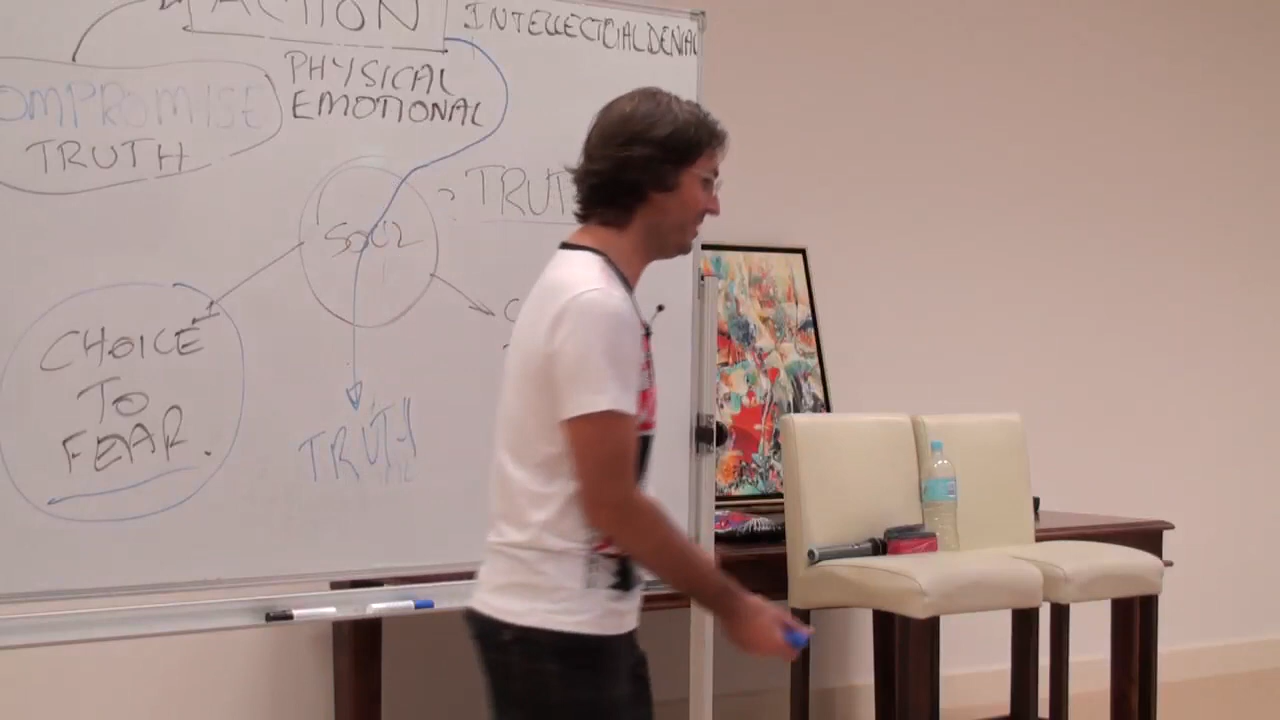 ACTION
INTELLECTUAL DENIAL
PHYSICAL
EMOTIONAL
OMPROMISE
TRUTH
? TRUT
SOUL
CHOICE
TO
FEAR.
TRUTH